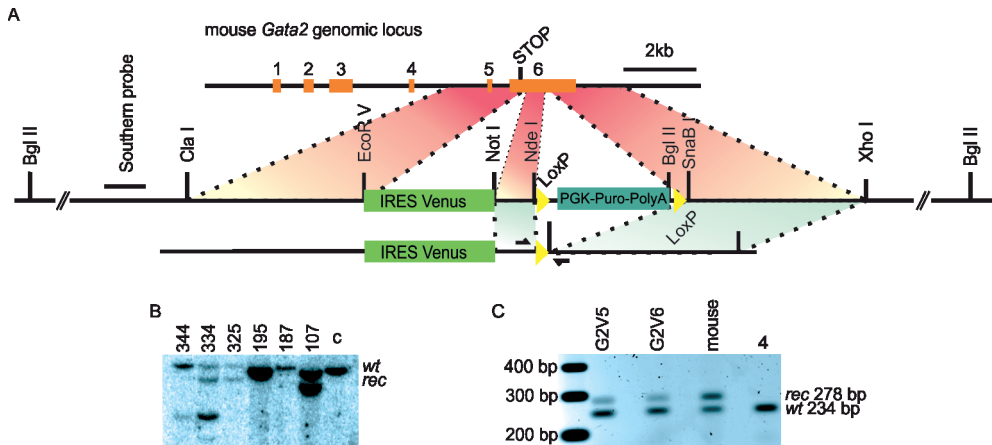 A
mouse Gata2 genomic locus
STOP
2kb
1 2 3 4 5 6
Bgl II
Southern probe
Cla I
EcoR V
Not I
Nde I
LoxP
Bgl II
SnaB I
Xho I
Bgl II
IRES Venus
PGK-Puro-PolyA
LoxP
IRES Venus
B
344 334 325 195 187 107 c
wt
rec
C
G2V5 G2V6 mouse 4
400 bp
300 bp
200 bp
rec 278 bp
wt 234 bp